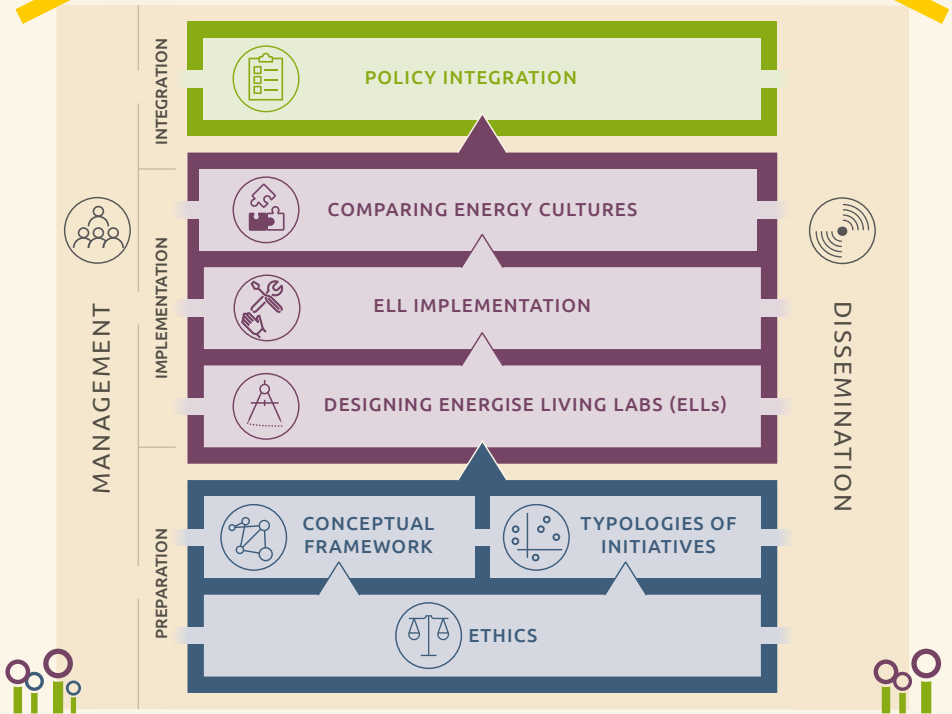 INTEGRATION
POLICY INTEGRATION
IMPLEMENTATION
COMPARING ENERGY CULTURES
ELL IMPLEMENTATION
DESIGNING ENERGISE LIVING LABS (ELLs)
MANAGEMENT
DISSEMINATION
PREPARATION
CONCEPTUAL
FRAMEWORK
TYPOLOGIES OF
INITIATIVES
ETHICS